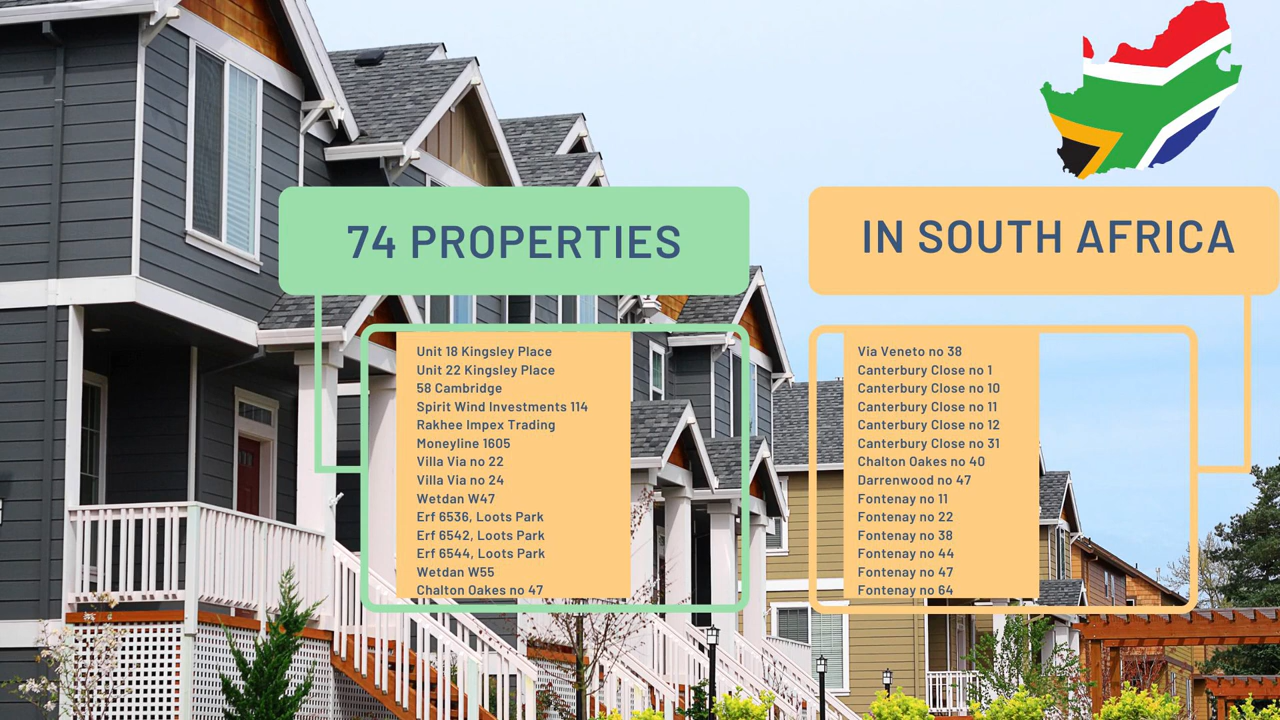 74 PROPERTIES
Unit 18 Kingsley Place
Unit 22 Kingsley Place
58 Cambridge
Spirit Wind Investments 114
Rakhee Impex Trading
Moneyline 1605
Villa Via no 22
Villa Via no 24
Wetdan W47
Erf 6536, Loots Park
Erf 6542, Loots Park
Erf 6544, Loots Park
Wetdan W55
Chalton Oakes no 47
IN SOUTH AFRICA
Via Veneto no 38
Canterbury Close no 1
Canterbury Close no 10
Canterbury Close no 11
Canterbury Close no 12
Canterbury Close no 31
Chalton Oakes no 40
Darrenwood no 47
Fontenay no 11
Fontenay no 22
Fontenay no 38
Fontenay no 44
Fontenay no 47
Fontenay no 64